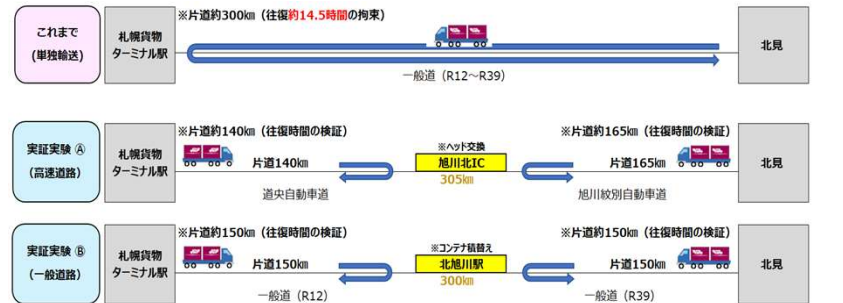 これまで
(単独輸送)
札幌貨物
ターミナル駅
※片道約300㎞（往復約14.5時間の拘束）
一般道（R12～R39）
北見
実証実験 Ⓐ
(高速道路)
札幌貨物
ターミナル駅
※片道約140㎞（往復時間の検証）
片道140㎞
道央自動車道
※ヘッド交換
旭川北IC
305㎞
※片道約165㎞（往復時間の検証）
片道165㎞
旭川紋別自動車道
北見
実証実験 Ⓑ
(一般道路)
札幌貨物
ターミナル駅
※片道約150㎞（往復時間の検証）
片道150㎞
一般道（R12）
※コンテナ積替え
北旭川駅
300㎞
※片道約150㎞（往復時間の検証）
片道150㎞
一般道（R39）
北見